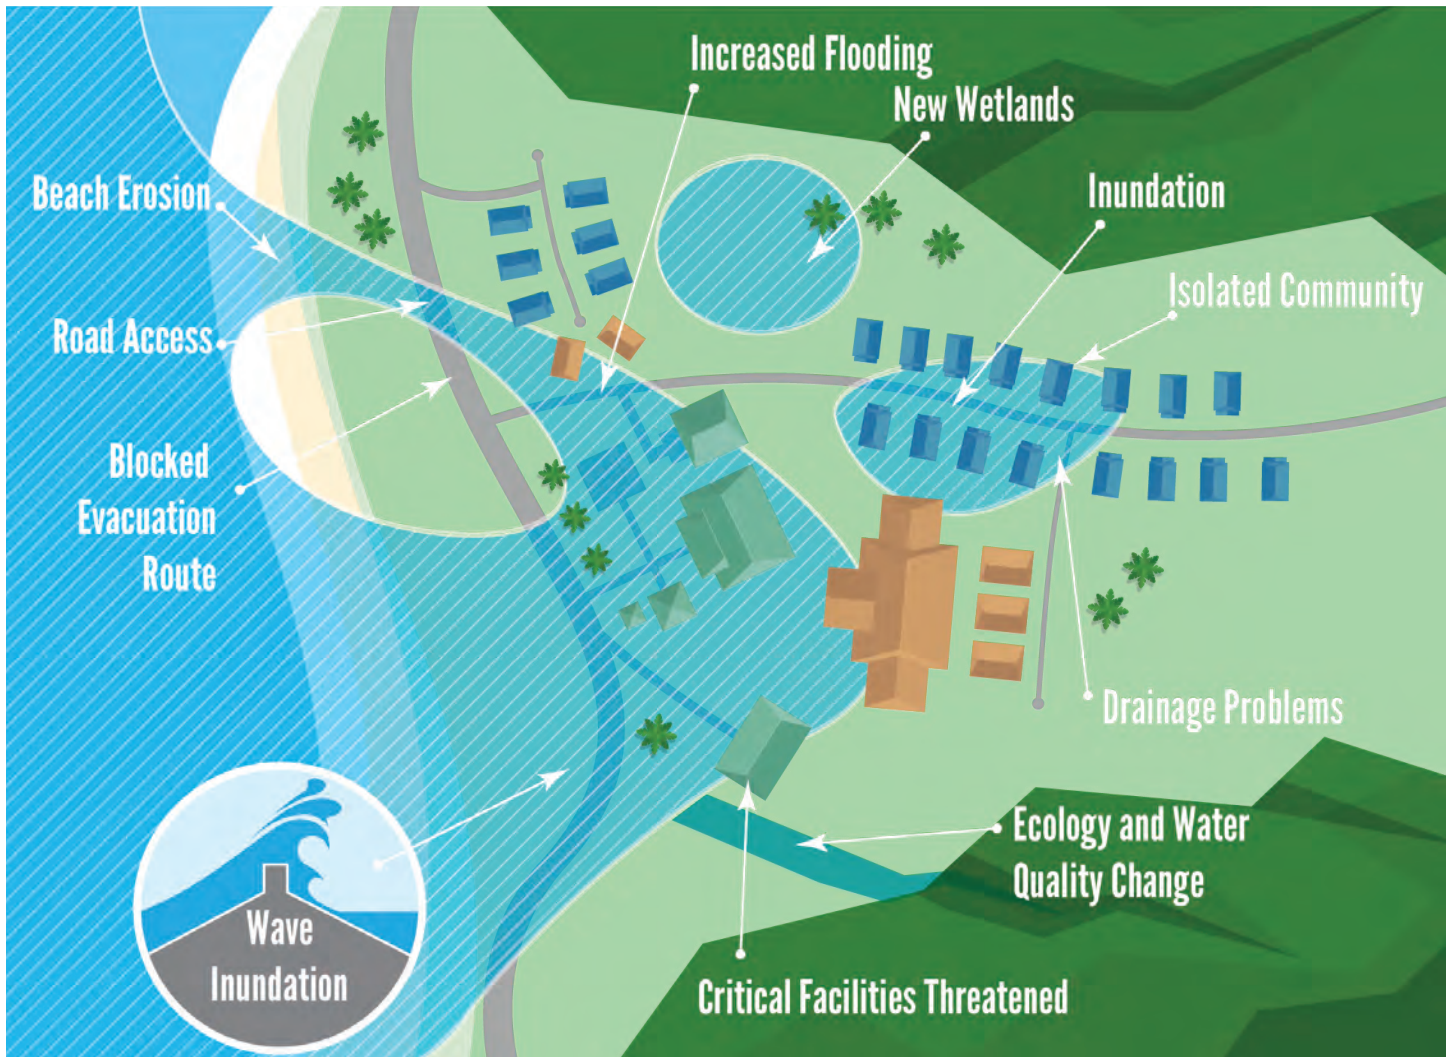 Increased Flooding
New Wetlands
Beach Erosion
Inundation
Isolated Community
Road Access
Blocked
Evacuation
Route
Drainage Problems
Ecology and Water
Quality Change
Wave
Inundation
Critical Facilities Threatened